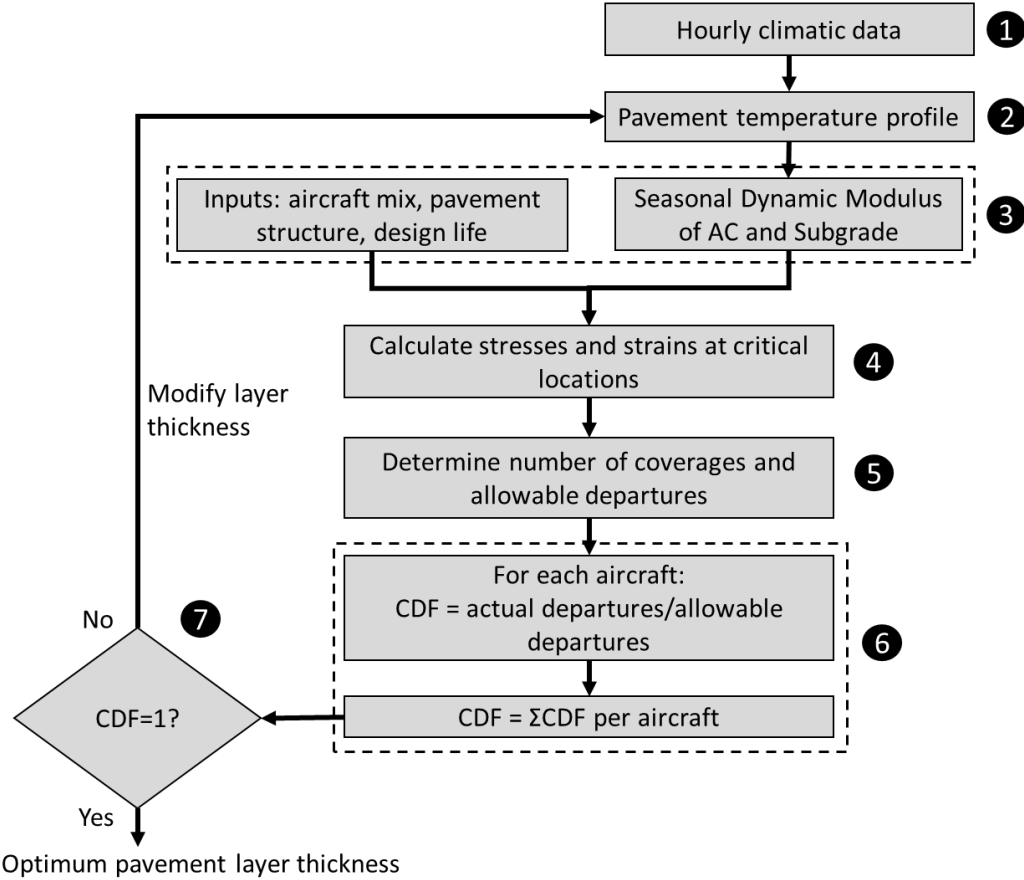 Hourly climatic data
1
Pavement temperature profile
2
Inputs: aircraft mix, pavement
structure, design life
Seasonal Dynamic Modulus
of AC and Subgrade
3
Calculate stresses and strains at critical
locations
4
Modify layer
thickness
Determine number of coverages and
allowable departures
5
For each aircraft:
CDF = actual departures/allowable
departures
6
CDF = ΣCDF per aircraft
No
7
CDF=1?
Yes
Optimum pavement layer thickness